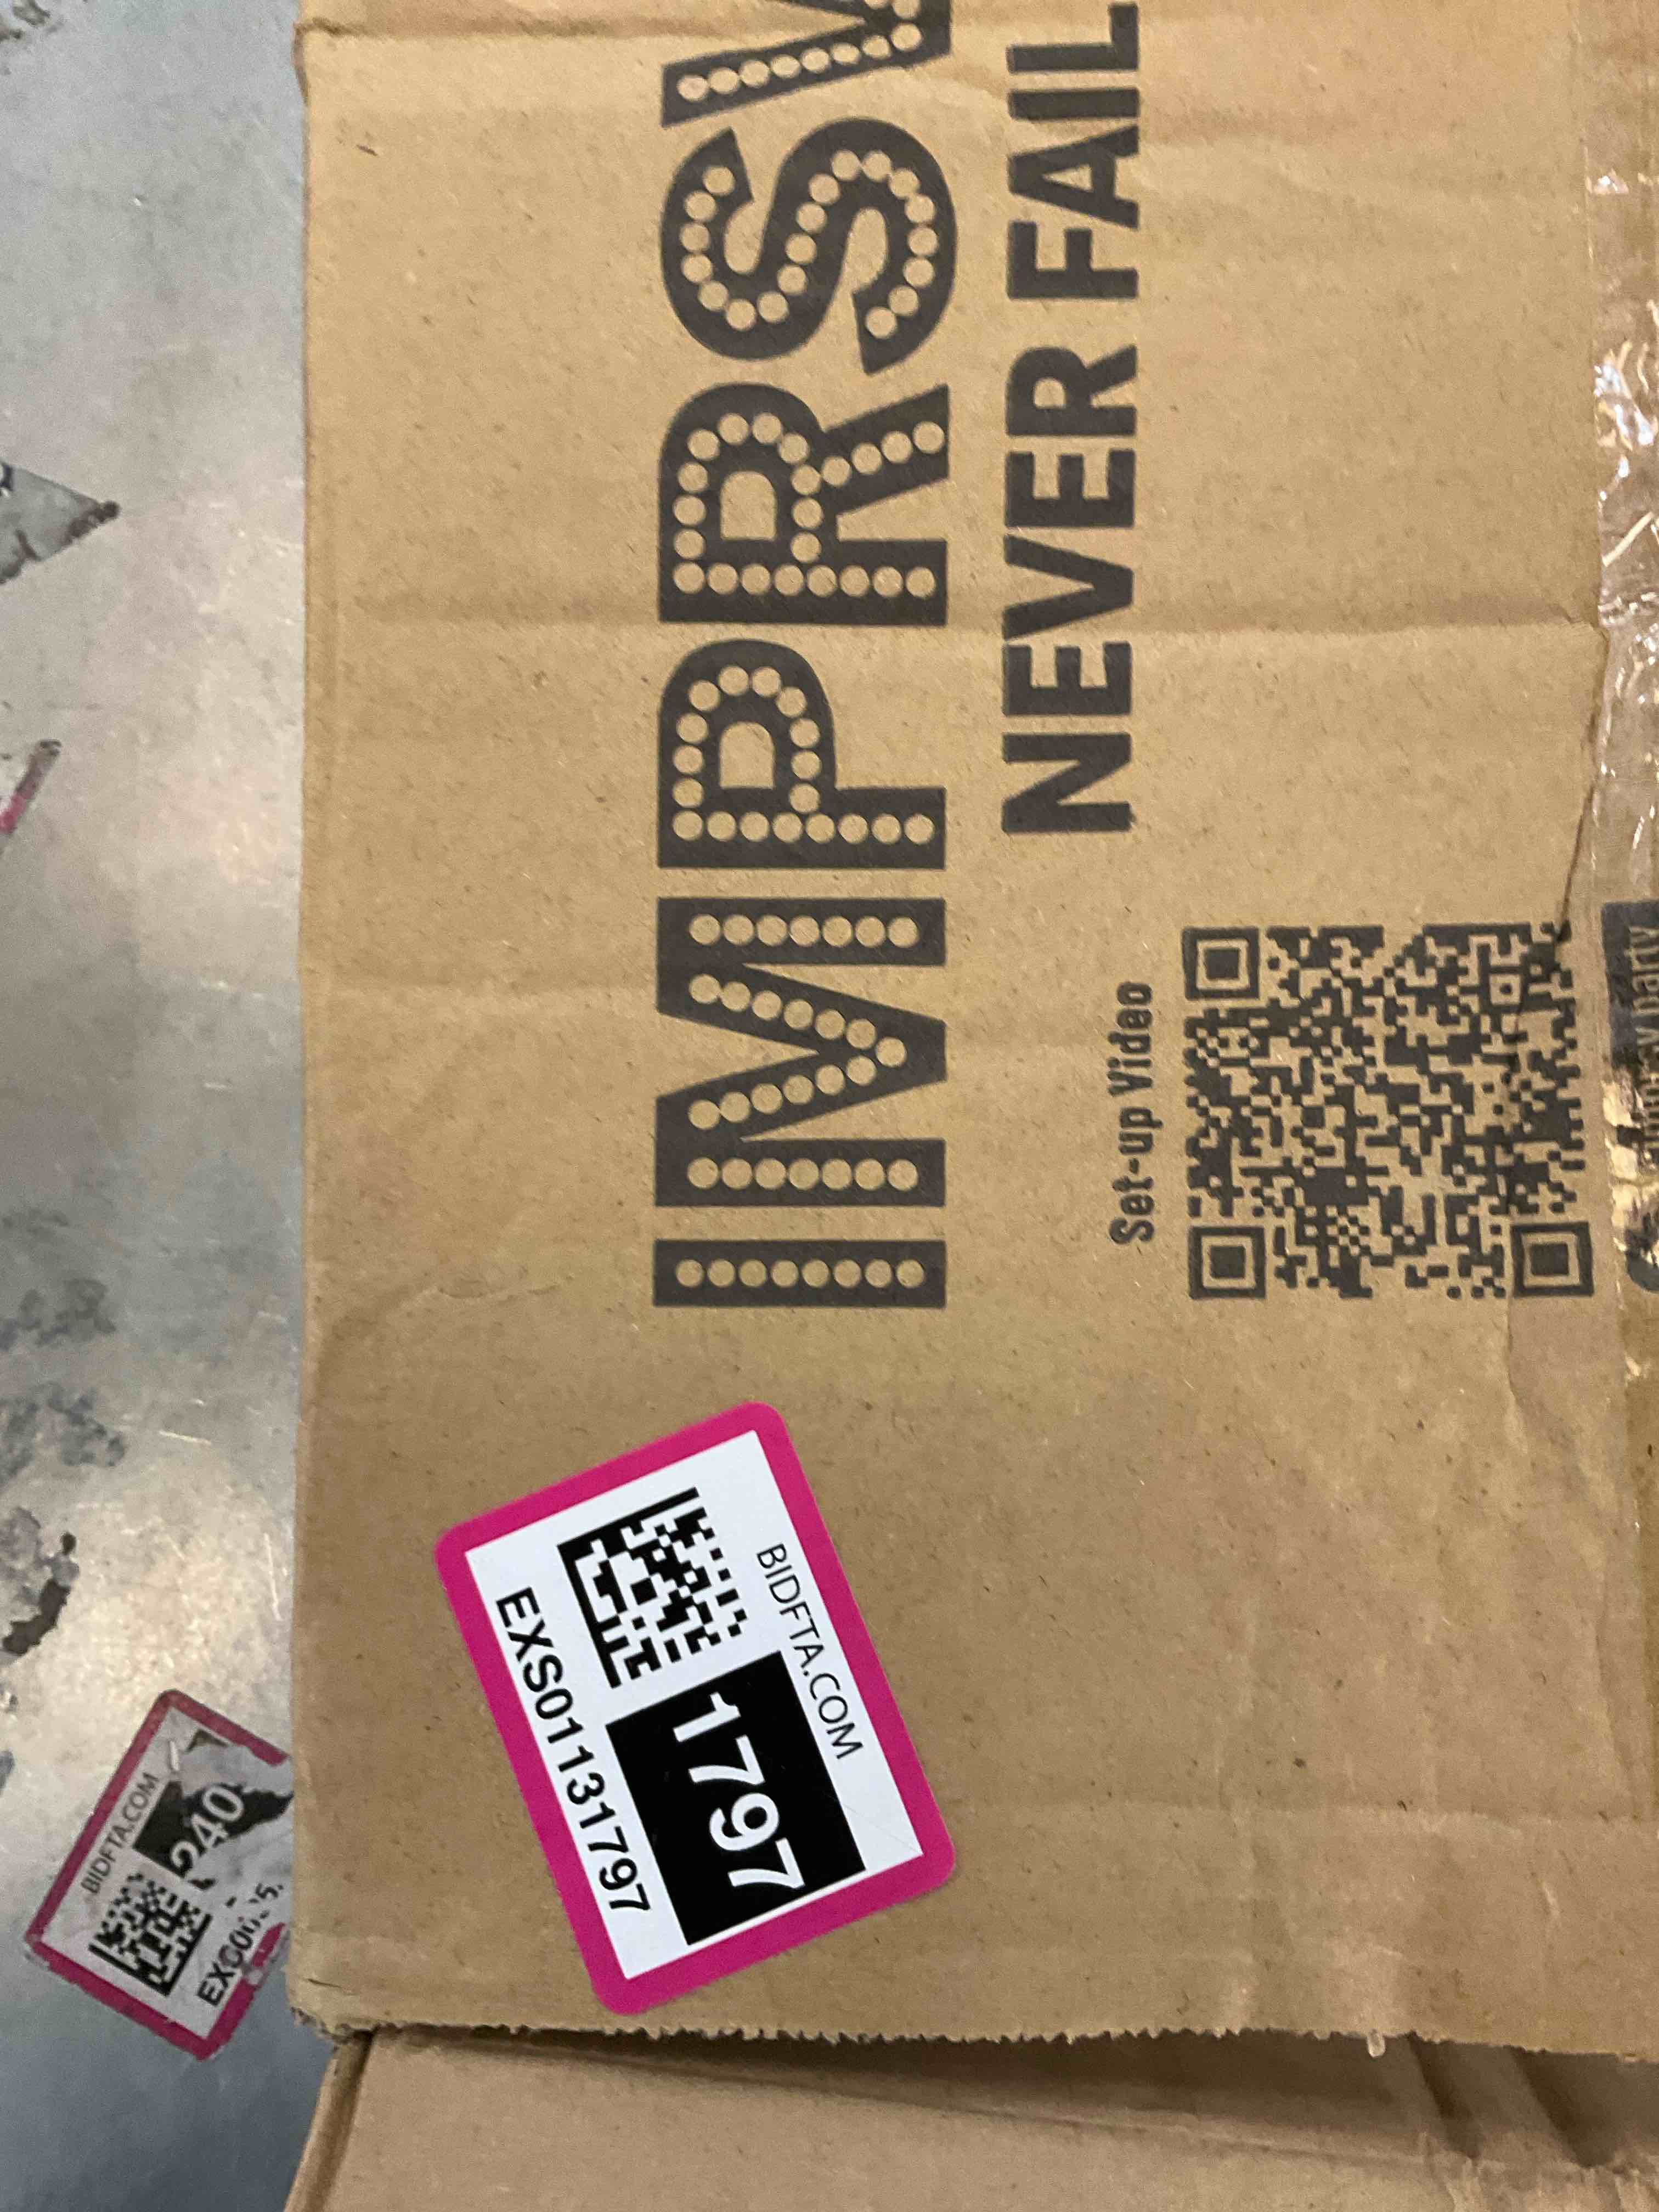 IMPRSV
NEVER FAIL
Set-up Video
BIDFTA.COM
1797
EXS01131797
BIDFTA.COM
240